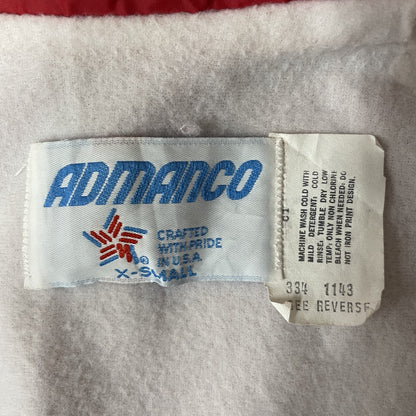 ADMANCO
CRAFTED
WITH PRIDE
IN U.S.A.
®
X-SMALL
C1
MACHINE WASH COLD WITH
MILD DETERGENT: COLD
RINSE: TUMBLE DRY LOW
TEMP: ONLY NON CHLORINE
BLEACH WHEN NEEDED: DO
NOT IRON PRINT DESIGN.
334 1143
SEE REVERSE